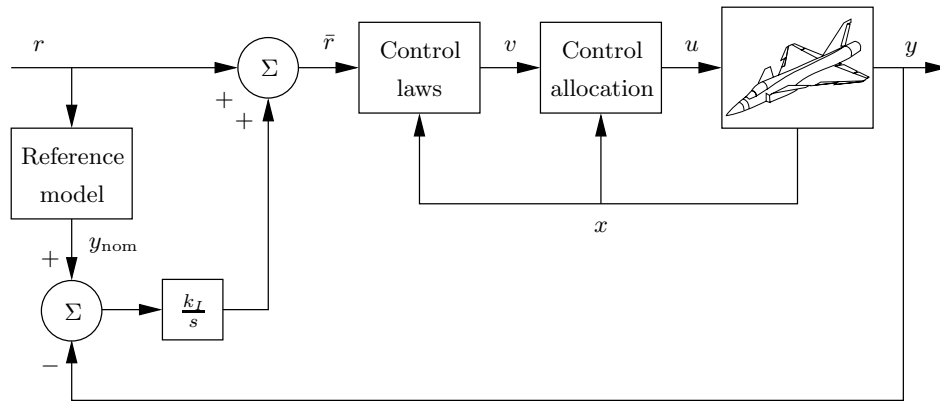 r
Σ
r̄
Control
laws
v
Control
allocation
u
y
+
+
Reference
model
x
y_nom
+
Σ
k_I
s
−